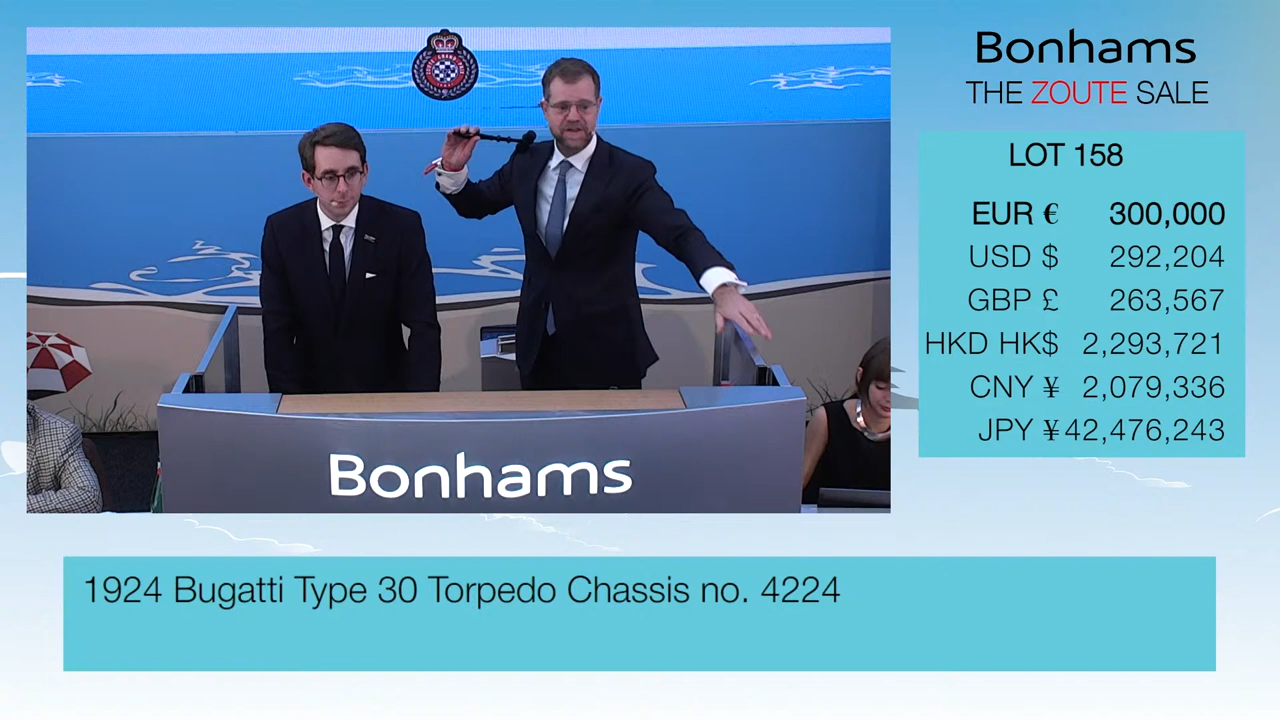 Bonhams
THE ZOUTE SALE
LOT 158
EUR € 300,000
USD $ 292,204
GBP £ 263,567
HKD HK$ 2,293,721
CNY ¥ 2,079,336
JPY ¥ 42,476,243
Bonhams
1924 Bugatti Type 30 Torpedo Chassis no. 4224